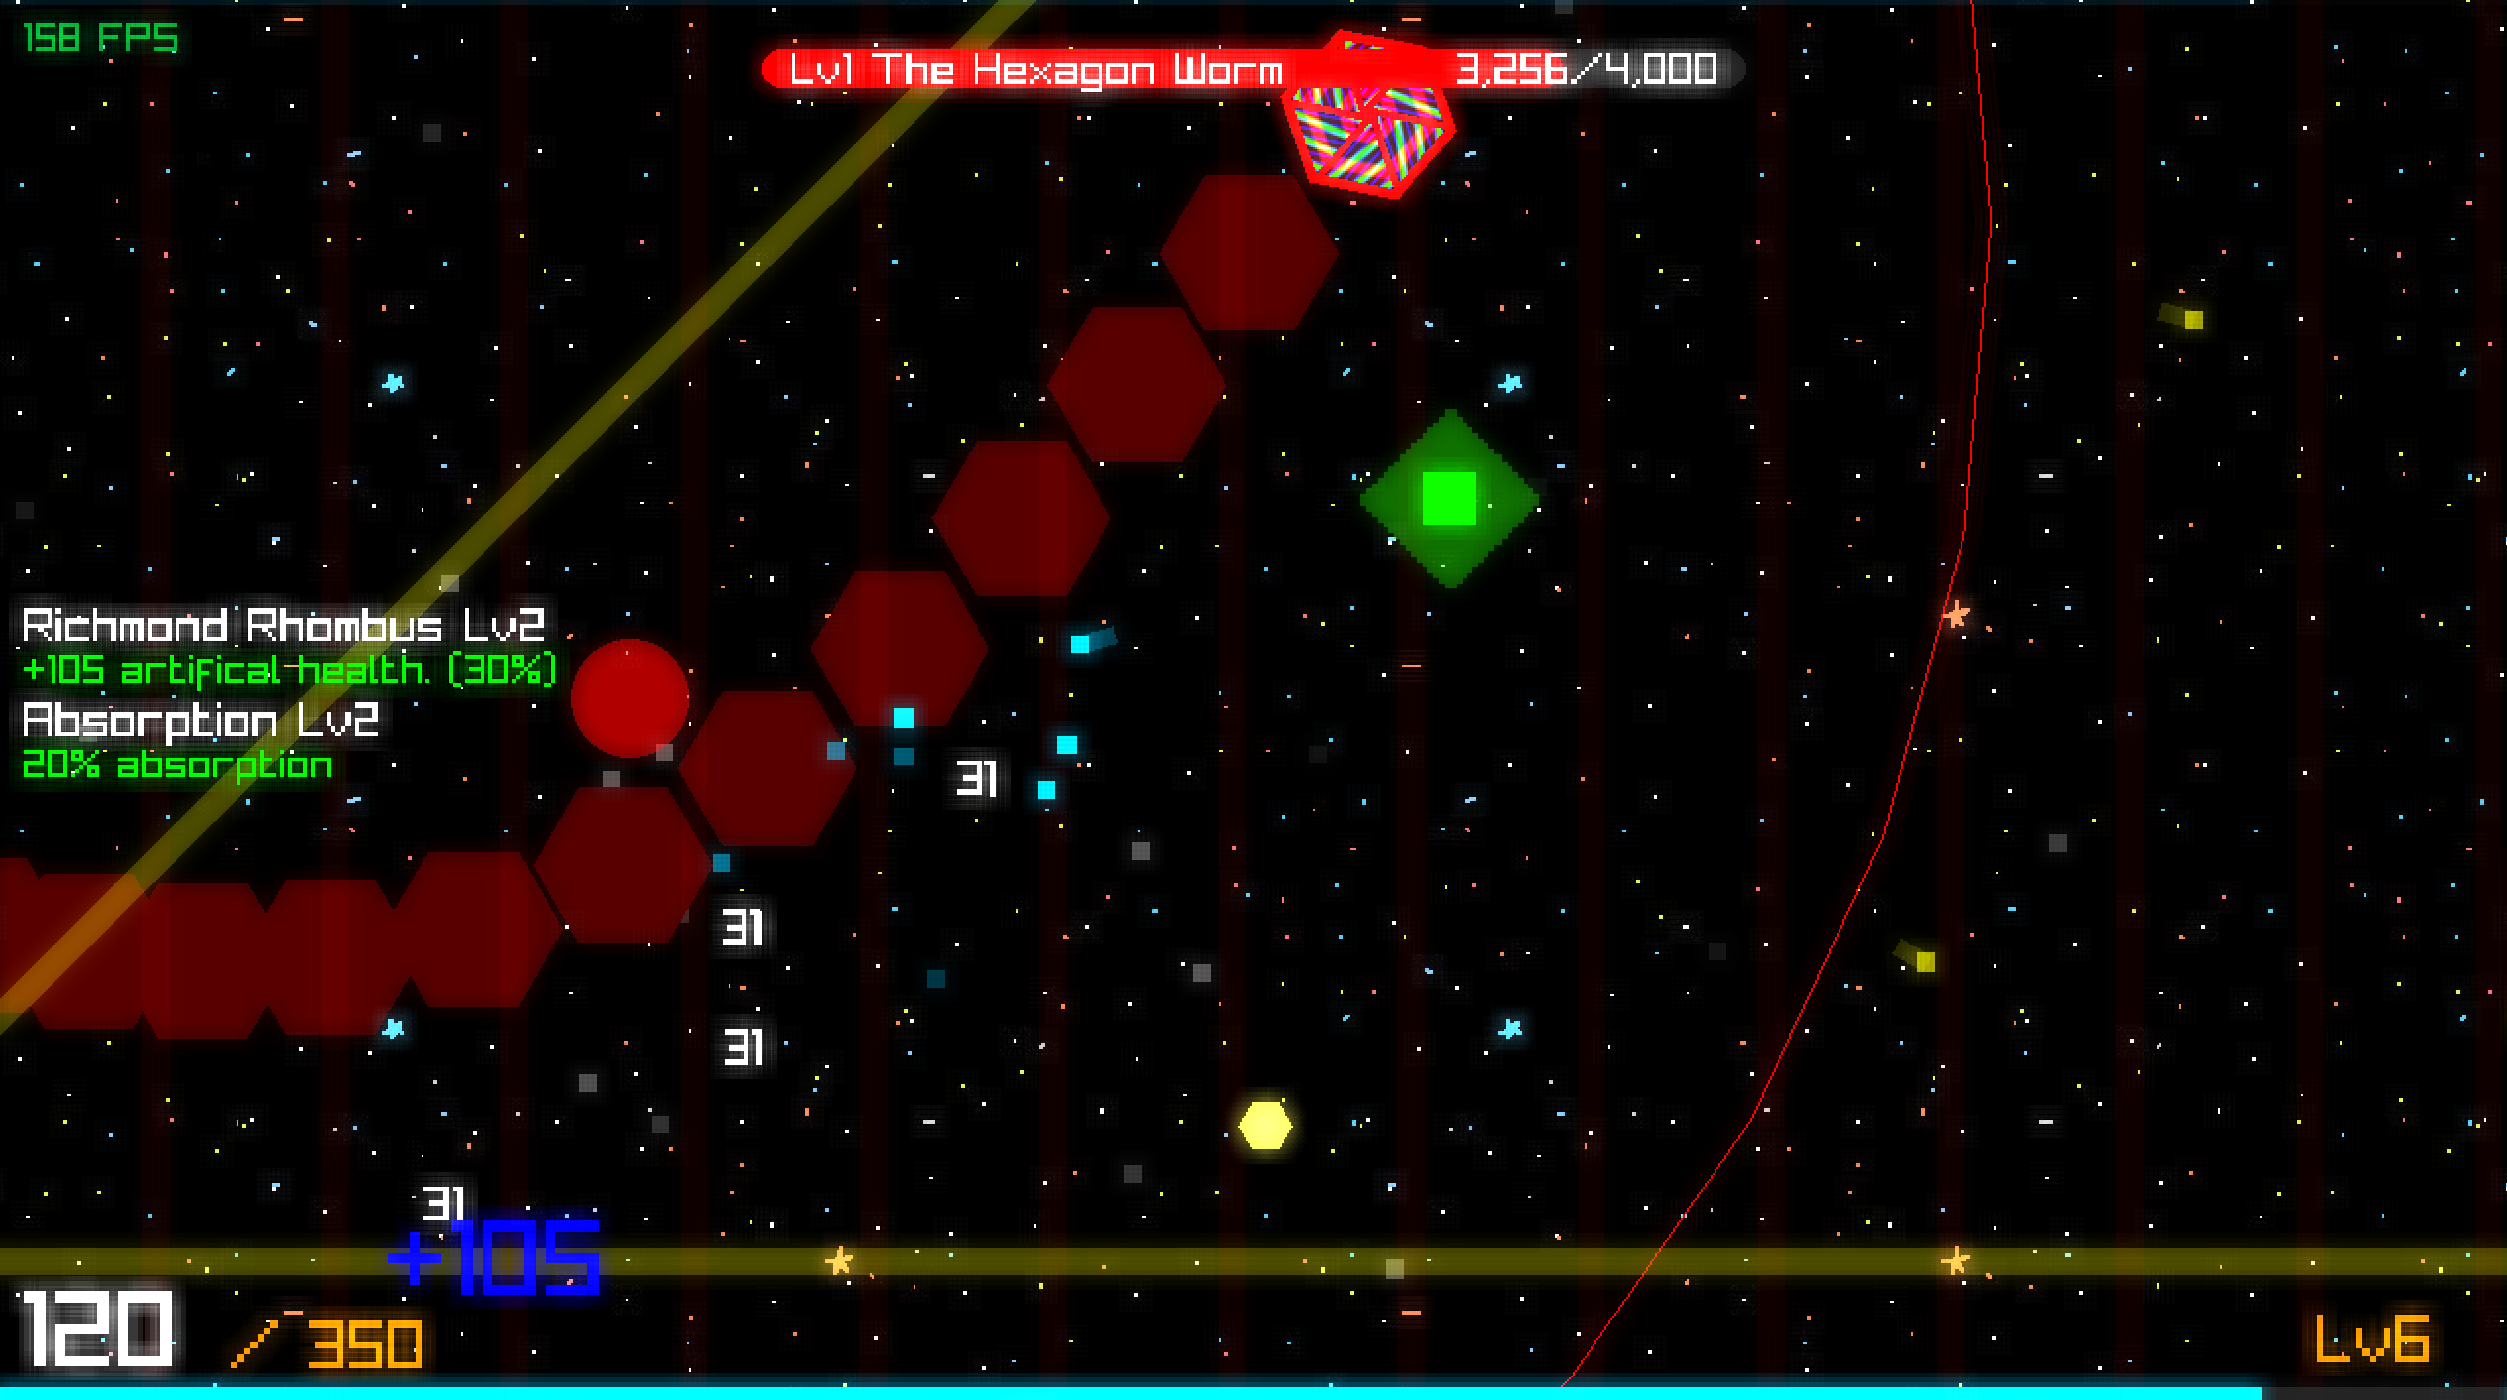 158 FPS
Lv1 The Hexagon Worm 3,256/4,000
Richmond Rhombus Lv2
+105 artifical health. (30%)
Absorption Lv2
20% absorption
31
31
31
31
+105
120 / 350
Lv6